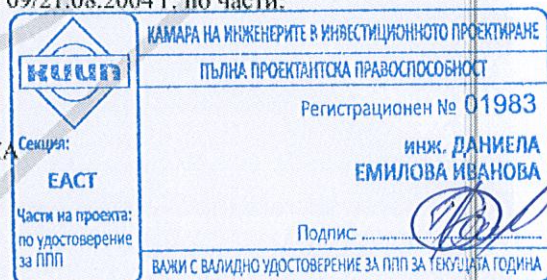 09/21.08.2004 г. по части:
КАМАРА НА ИНЖЕНЕРИТЕ В ИНВЕСТИЦИОННОТО ПРОЕКТИРАНЕ
КИИП
ПЪЛНА ПРОЕКТАНТСКА ПРАВОСПОСОБНОСТ
Регистрационен № 01983
КА
Секция:
ЕАСТ
инж. ДАНИЕЛА
ЕМИЛОВА ИВАНОВА
Части на проекта:
по удостоверение
за ППП
Подпис
ВАЖИ С ВАЛИДНО УДОСТОВЕРЕНИЕ ЗА ППП ЗА ТЕКУЩАТА ГОДИНА